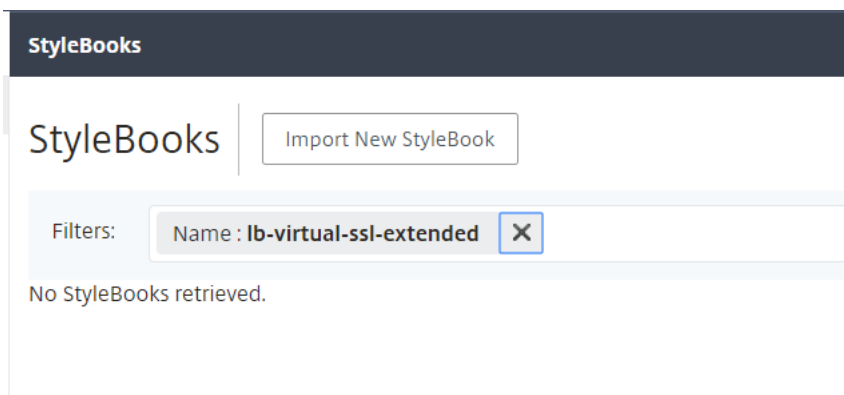 StyleBooks
StyleBooks Import New StyleBook
Filters: Name : lb-virtual-ssl-extended
No StyleBooks retrieved.